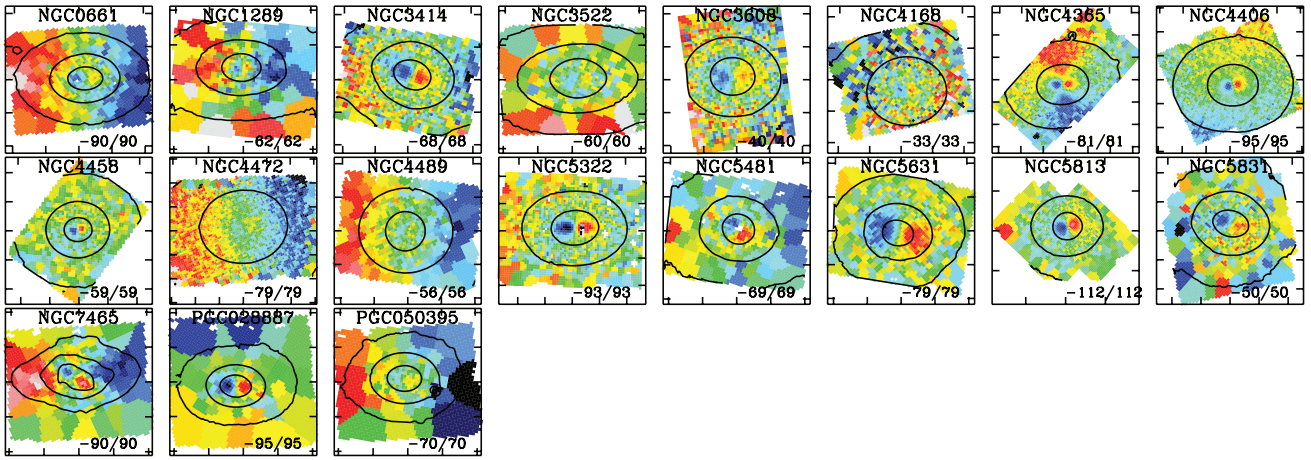 NGC0661 NGC1289 NGC3414 NGC3522 NGC3608 NGC4168 NGC4365 NGC4406
-90/90 -62/62 -68/68 -60/60 -40/40 -33/33 -81/81 -95/95
NGC4458 NGC4472 NGC4489 NGC5322 NGC5481 NGC5631 NGC5813 NGC5831
-59/59 -79/79 -56/56 -93/93 -69/69 -79/79 -112/112 -50/50
NGC7465 PGC028887 PGC050395
-90/90 -95/95 -70/70